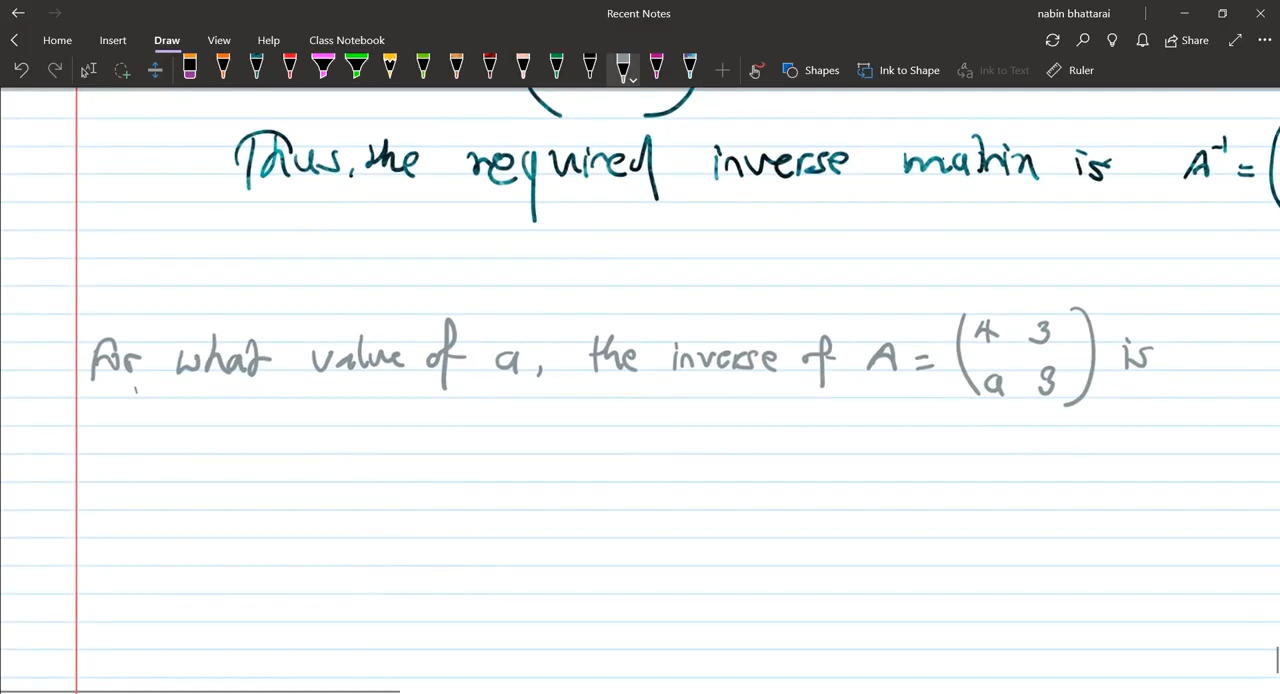 Recent Notes
nabin bhattarai
Home Insert Draw View Help Class Notebook
Share
Shapes Ink to Shape Ink to Text Ruler
Thus, the required inverse matrix is A⁻¹ = (
For what value of a, the inverse of A = (4 3
a 3) is